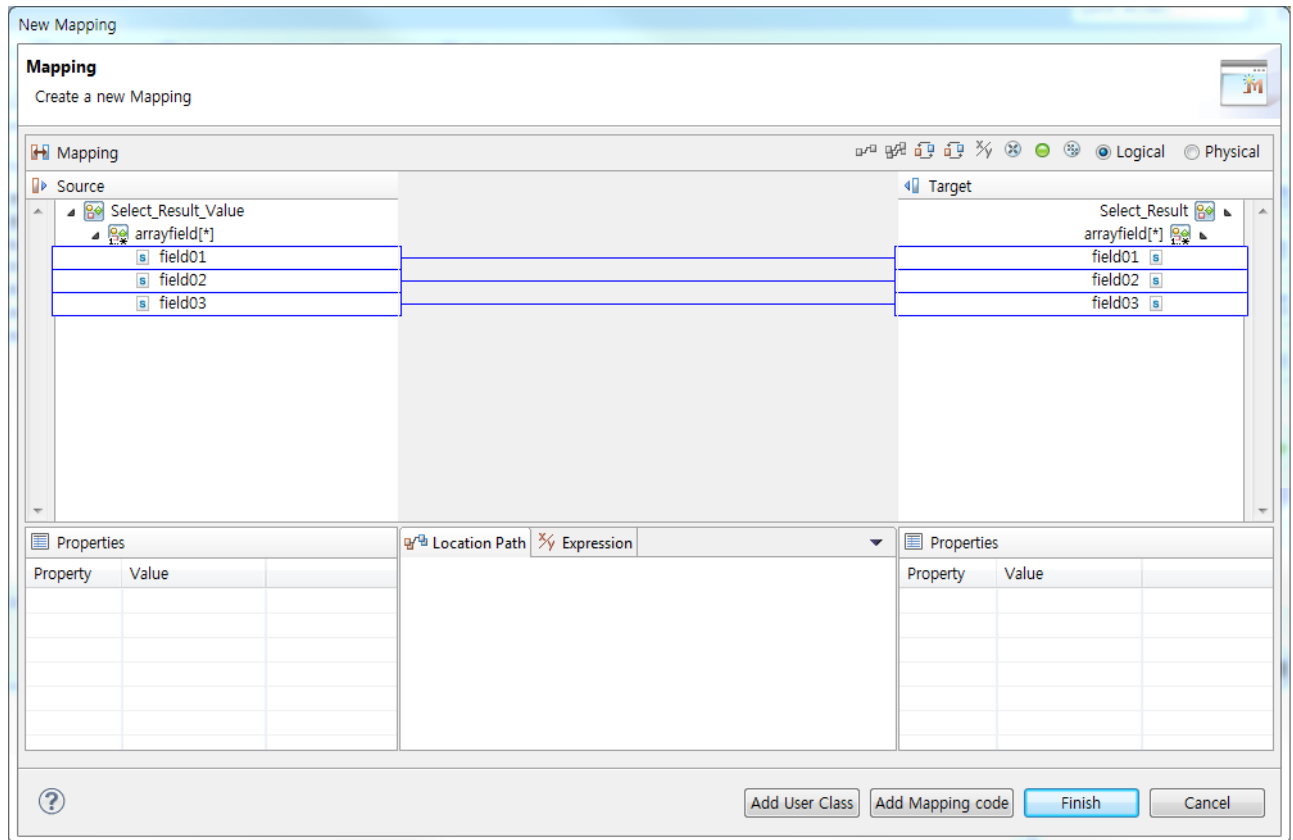 New Mapping
Mapping
Create a new Mapping
Mapping
Logical Physical
Source
Target
Select_Result_Value
Select_Result
arrayfield[*]
arrayfield[*]
field01
field01
field02
field02
field03
field03
Properties
Location Path Expression
Properties
Property Value
Property Value
Add User Class Add Mapping code Finish Cancel